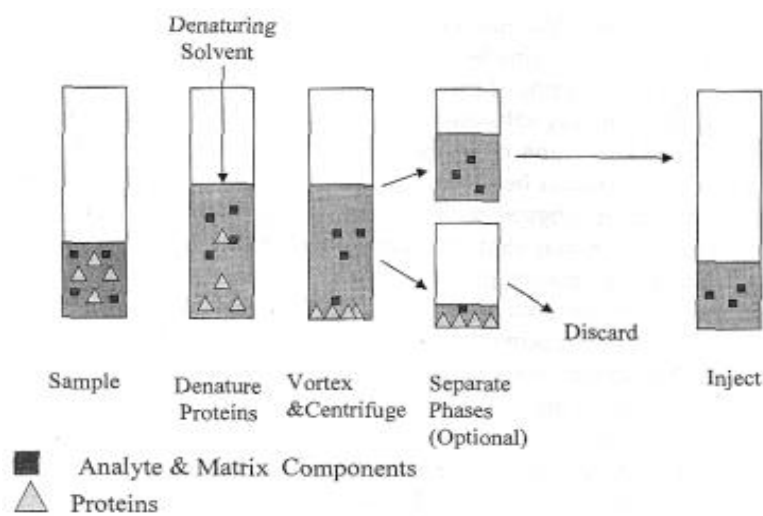 Denaturing
Solvent
Discard
Sample
Denature
Proteins
Vortex
&Centrifuge
Separate
Phases
(Optional)
Inject
Analyte & Matrix Components
Proteins